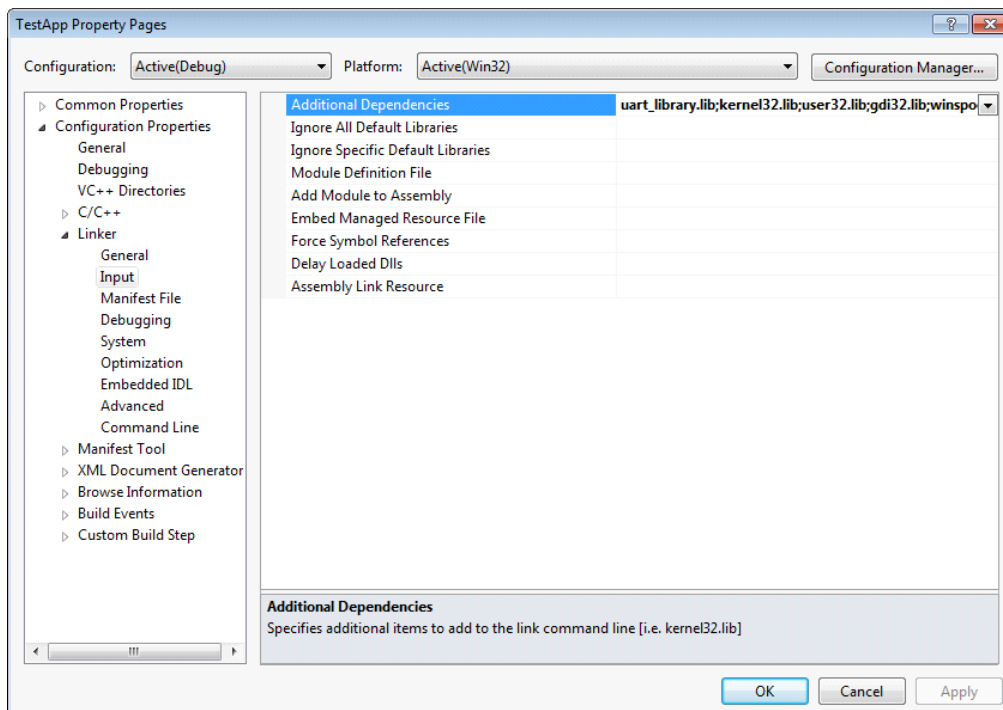 TestApp Property Pages
Configuration: Active(Debug) Platform: Active(Win32) Configuration Manager...
Common Properties
Configuration Properties
General
Debugging
VC++ Directories
C/C++
Linker
General
Input
Manifest File
Debugging
System
Optimization
Embedded IDL
Advanced
Command Line
Manifest Tool
XML Document Generator
Browse Information
Build Events
Custom Build Step
Additional Dependencies uart_library.lib;kernel32.lib;user32.lib;gdi32.lib;winspo
Ignore All Default Libraries
Ignore Specific Default Libraries
Module Definition File
Add Module to Assembly
Embed Managed Resource File
Force Symbol References
Delay Loaded Dlls
Assembly Link Resource
Additional Dependencies
Specifies additional items to add to the link command line [i.e. kernel32.lib]
OK Cancel Apply